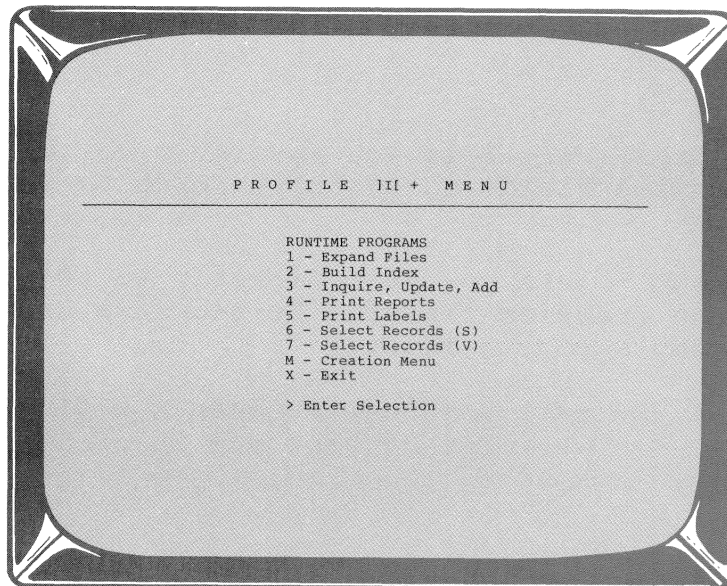 P R O F I L E ]I[ + M E N U
RUNTIME PROGRAMS
1 - Expand Files
2 - Build Index
3 - Inquire, Update, Add
4 - Print Reports
5 - Print Labels
6 - Select Records (S)
7 - Select Records (V)
M - Creation Menu
X - Exit
> Enter Selection